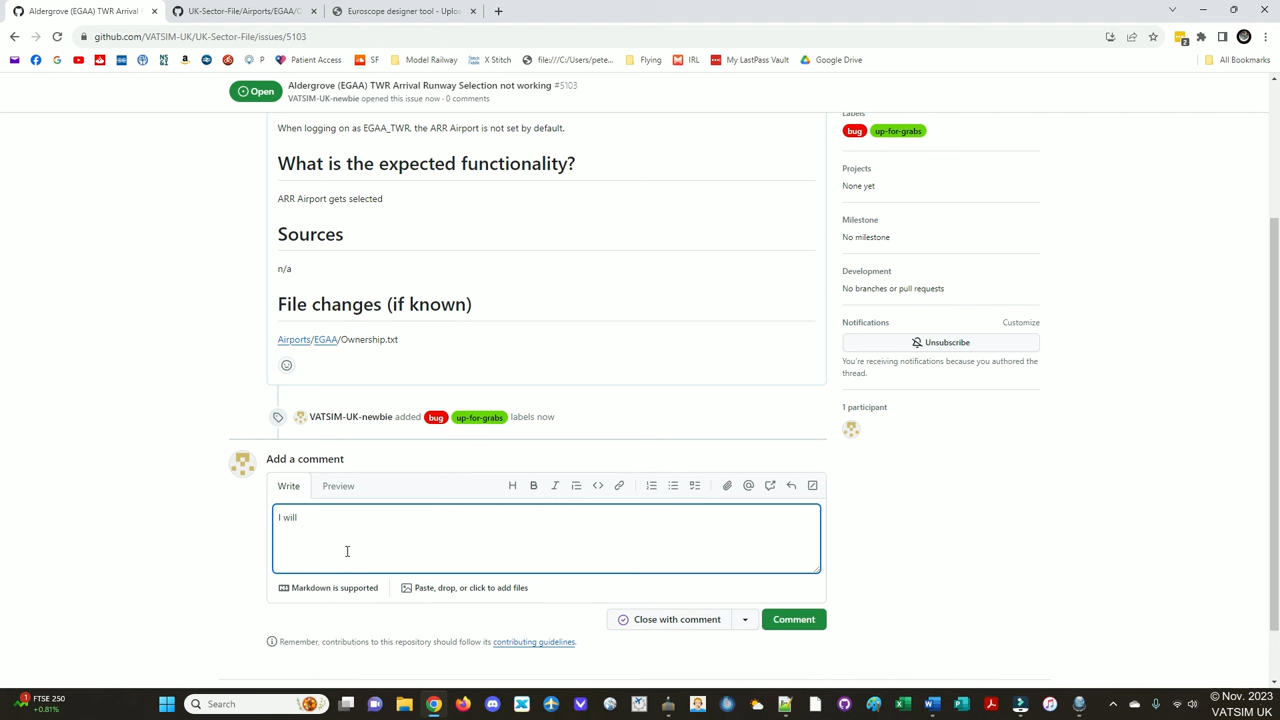 Aldergrove (EGAA) TWR Arrival
UK-Sector-File/Airports/EGAA/
Euroscope designer tool - Uplo
github.com/VATSIM-UK/UK-Sector-File/issues/5103
P
Patient Access
SF
Model Railway
X Stitch
file:///C:/Users/pete...
Flying
IRL
My LastPass Vault
Google Drive
All Bookmarks
Open
Aldergrove (EGAA) TWR Arrival Runway Selection not working #5103
VATSIM-UK-newbie opened this issue now · 0 comments
When logging on as EGAA_TWR, the ARR Airport is not set by default.
What is the expected functionality?
ARR Airport gets selected
Sources
n/a
File changes (if known)
Airports/EGAA/Ownership.txt
VATSIM-UK-newbie added bug up-for-grabs labels now
Add a comment
Write
Preview
I will
Markdown is supported
Paste, drop, or click to add files
Close with comment
Comment
Remember, contributions to this repository should follow its contributing guidelines.
Labels
bug up-for-grabs
Projects
None yet
Milestone
No milestone
Development
No branches or pull requests
Notifications
Customize
Unsubscribe
You're receiving notifications because you authored the
thread.
1 participant
FTSE 250
+0.81%
Search
© Nov. 2023
VATSIM UK